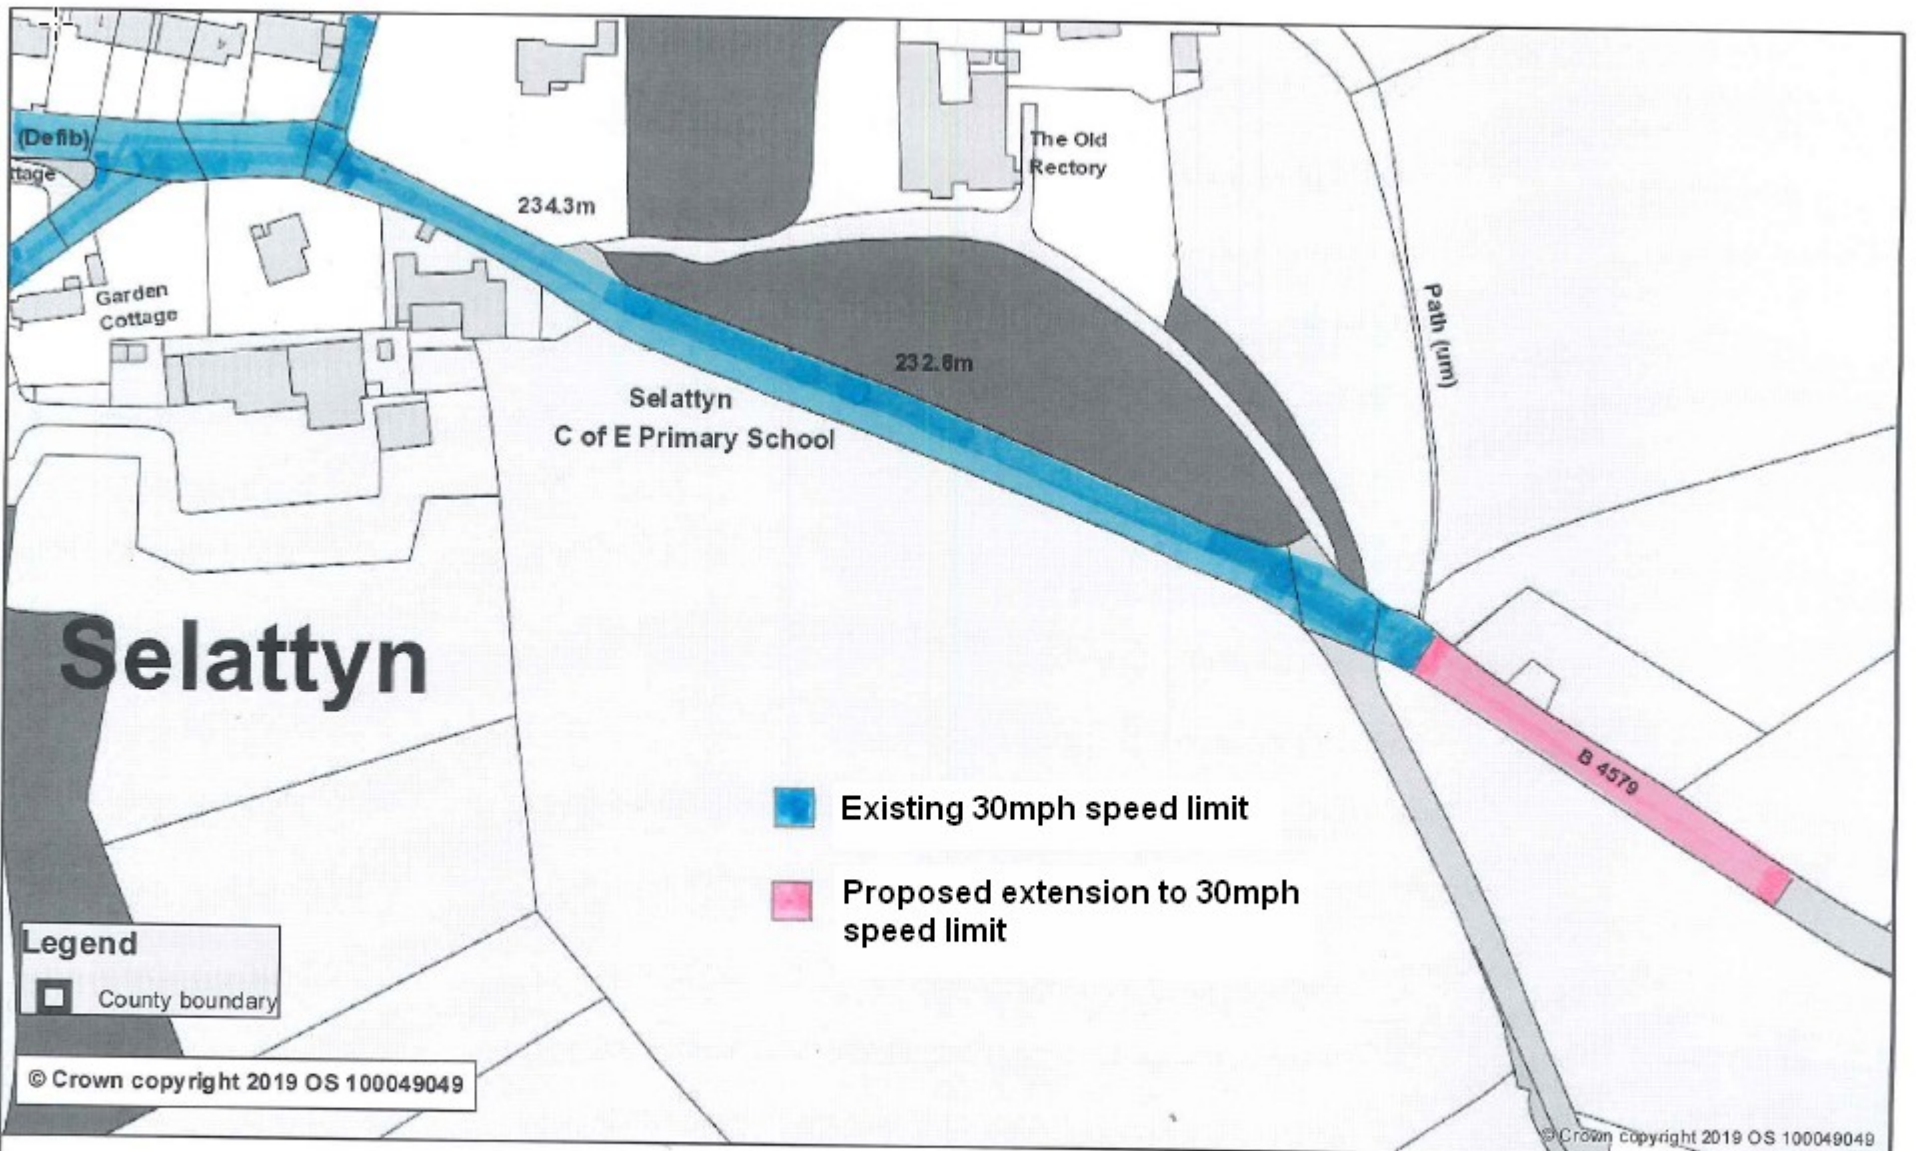 (Defib)
ttage
4
234.3m
The Old
Rectory
Garden
Cottage
Path (um)
232.8m
Selattyn
C of E Primary School
Selattyn
B 4579
Existing 30mph speed limit
Proposed extension to 30mph
speed limit
Legend
County boundary
© Crown copyright 2019 OS 100049049
© Crown copyright 2019 OS 100049049